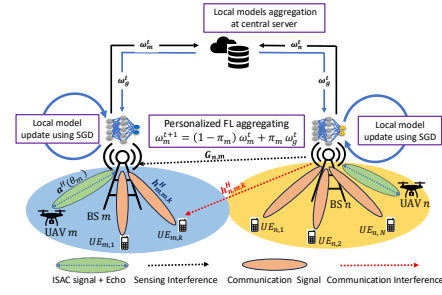 Local models aggregation
at central server
ω_m^t
ω_n^t
ω_g^t
ω_g^t
Local model
update using SGD
Personalized FL aggregating
ω_m^{t+1} = (1 − π_m) ω_m^t + π_m ω_g^t
Local model
update using SGD
G_{n,m}
a^H(θ_m)
h_{m,m,k}^H
h_{n,m,k}^H
UAV m
BS m
UE_{m,1}
UE_{m,k}
BS n
UAV n
UE_{n,1}
UE_{n,2}
UE_{n,N}
ISAC signal + Echo
Sensing Interference
Communication Signal
Communication Interference